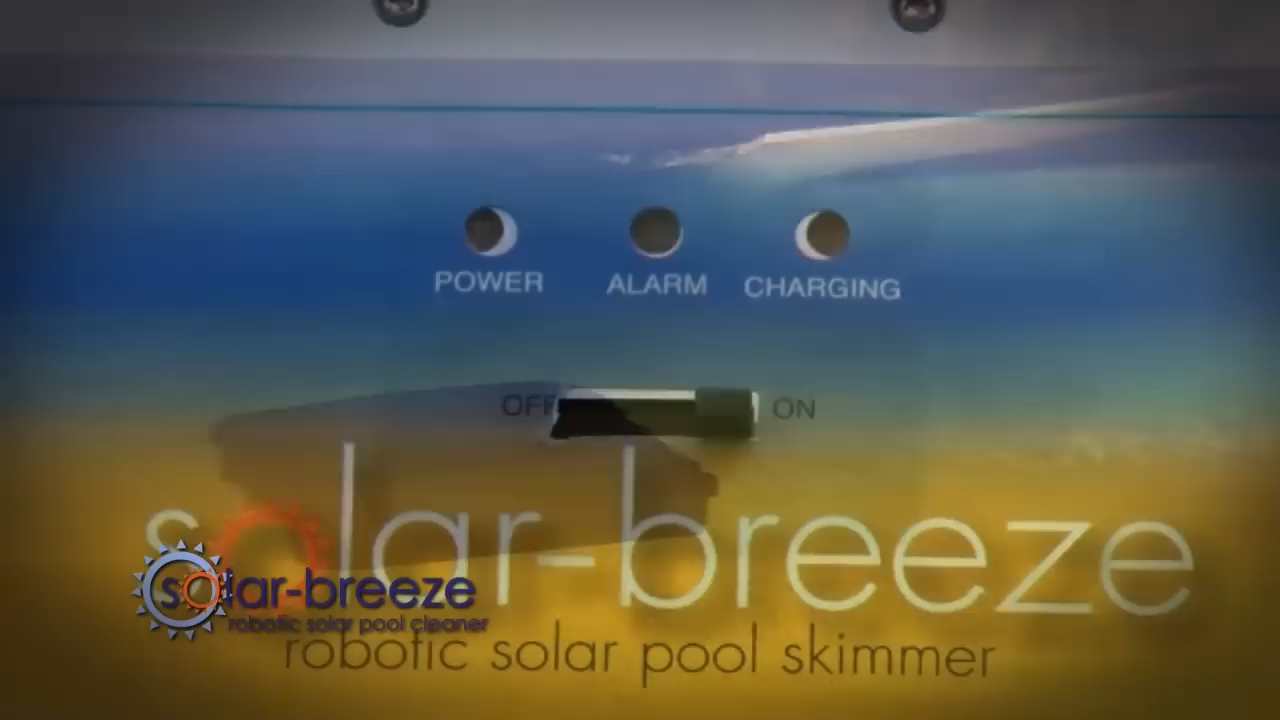 POWER ALARM CHARGING
OFF ON
solar-breeze
solar-breeze
robotic solar pool cleaner
robotic solar pool skimmer